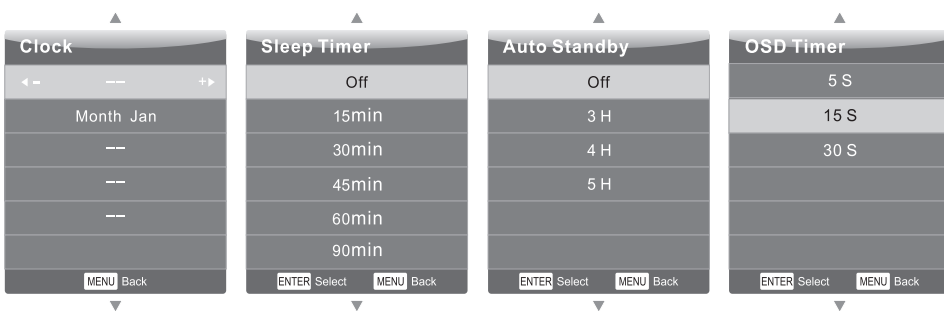 Clock
- -- +
Month Jan
--
--
--
MENU Back
Sleep Timer
Off
15min
30min
45min
60min
90min
ENTER Select MENU Back
Auto Standby
Off
3 H
4 H
5 H
ENTER Select MENU Back
OSD Timer
5 S
15 S
30 S
ENTER Select MENU Back